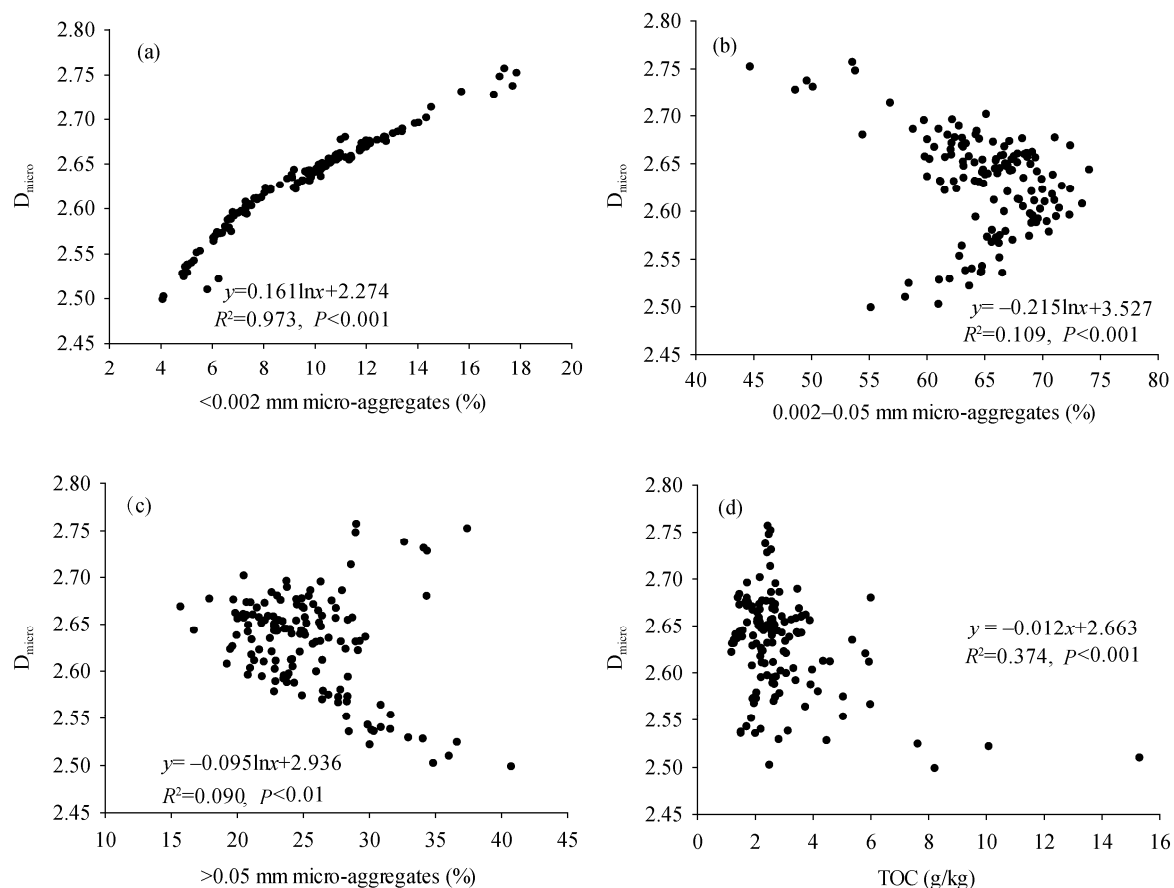 (a)
2.80
2.75
2.70
2.65
2.60
2.55
2.50
2.45
D_micro
y=0.161lnx+2.274
R²=0.973, P<0.001
2 4 6 8 10 12 14 16 18 20
<0.002 mm micro-aggregates (%)
(b)
2.80
2.75
2.70
2.65
2.60
2.55
2.50
2.45
D_micro
y= −0.215lnx+3.527
R²=0.109, P<0.001
40 45 50 55 60 65 70 75 80
0.002–0.05 mm micro-aggregates (%)
(c)
2.80
2.75
2.70
2.65
2.60
2.55
2.50
2.45
D_micro
y= −0.095lnx+2.936
R²=0.090, P<0.01
10 15 20 25 30 35 40 45
>0.05 mm micro-aggregates (%)
(d)
2.80
2.75
2.70
2.65
2.60
2.55
2.50
2.45
D_micro
y = −0.012x+2.663
R²=0.374, P<0.001
0 2 4 6 8 10 12 14 16
TOC (g/kg)